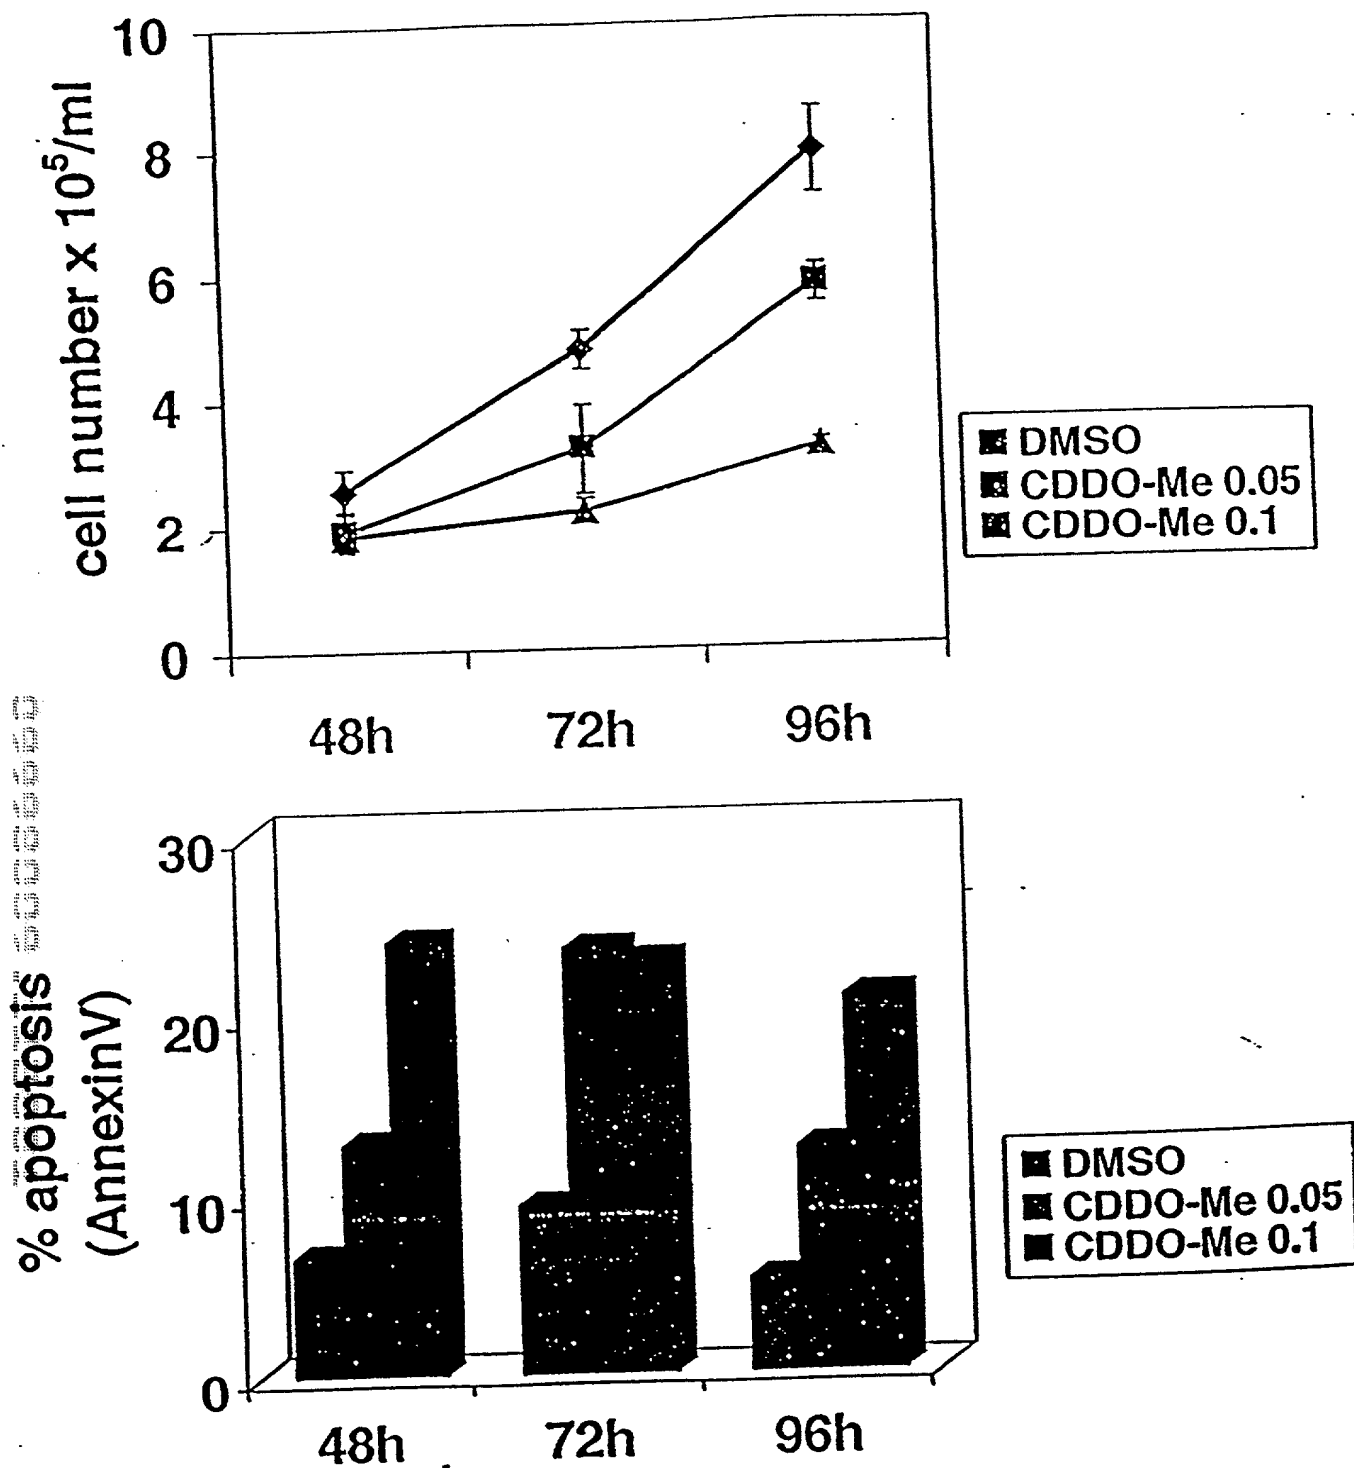 10
8
6
4
2
0
cell number x 10⁵/ml
48h
72h
96h
DMSO
CDDO-Me 0.05
CDDO-Me 0.1
30
20
10
0
% apoptosis
(AnnexinV)
48h
72h
96h
DMSO
CDDO-Me 0.05
CDDO-Me 0.1